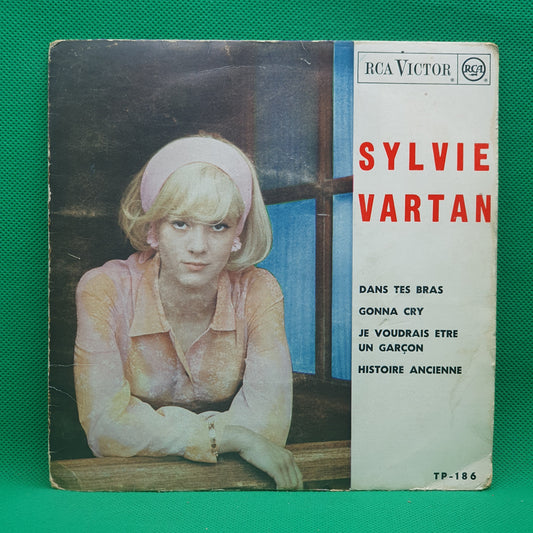 RCA VICTOR RCA
SYLVIE
VARTAN
DANS TES BRAS
GONNA CRY
JE VOUDRAIS ETRE
UN GARÇON
HISTOIRE ANCIENNE
TP-186